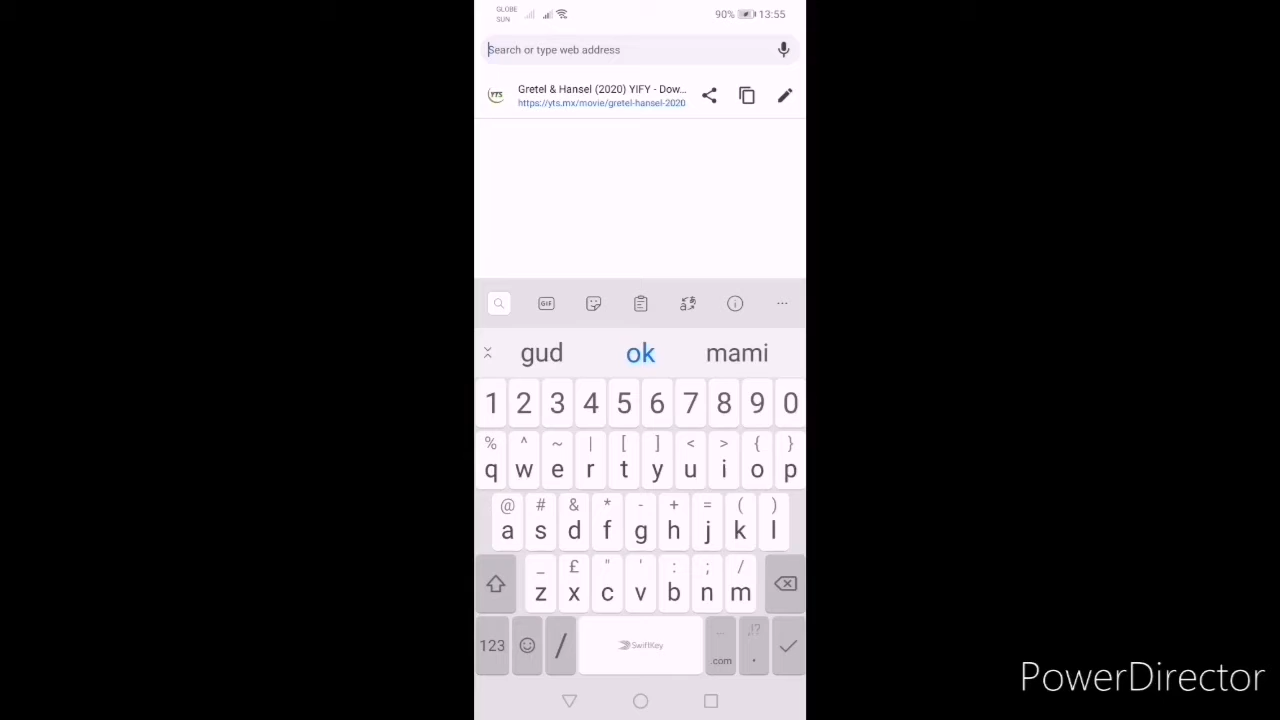 GLOBE
SUN
90% 13:55
Search or type web address
YTS
Gretel & Hansel (2020) YIFY - Dow...
https://yts.mx/movie/gretel-hansel-2020
GIF
gud ok mami
1 2 3 4 5 6 7 8 9 0
% ^ ~ | [ ] < > { }
q w e r t y u i o p
@ # & * - + = ( )
a s d f g h j k l
_ £ " ' : ; /
z x c v b n m
123 / SwiftKey .com ,!? .
PowerDirector